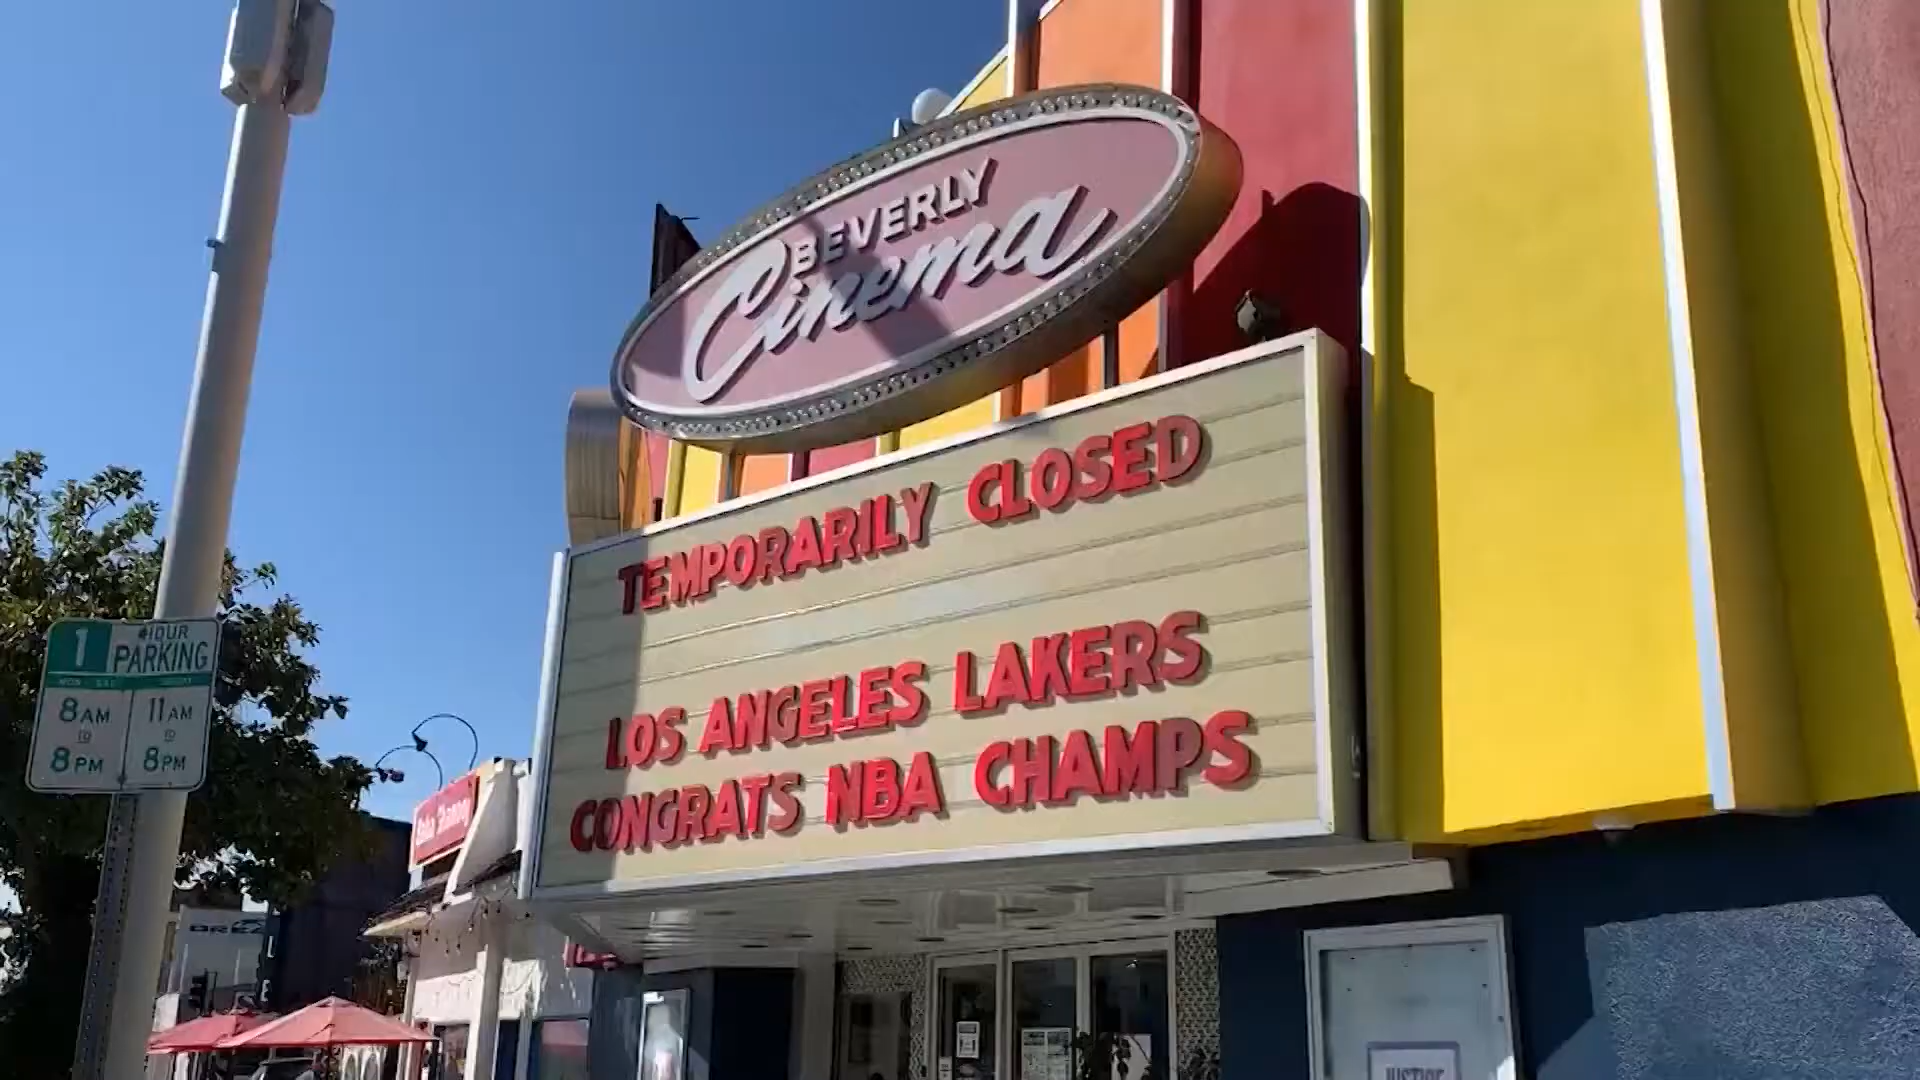 BEVERLY
Cinema
TEMPORARILY CLOSED
LOS ANGELES LAKERS
CONGRATS NBA CHAMPS
1 HOUR
PARKING
8AM 11AM
TO TO
8PM 8PM
JUSTICE